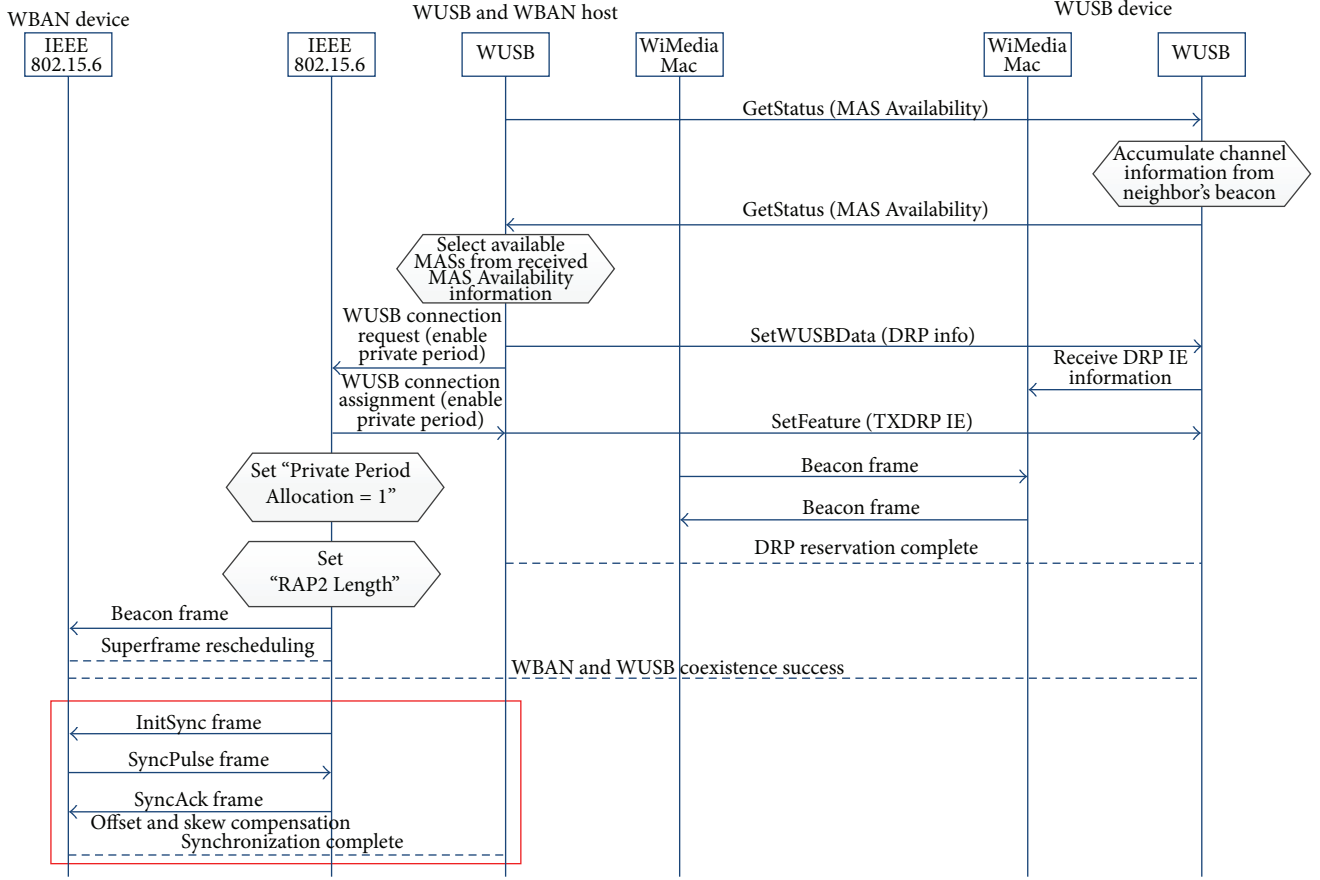 WBAN device
WUSB and WBAN host
WUSB device
IEEE
802.15.6
IEEE
802.15.6
WUSB
WiMedia
Mac
WiMedia
Mac
WUSB
GetStatus (MAS Availability)
Accumulate channel
information from
neighbor's beacon
GetStatus (MAS Availability)
Select available
MASs from received
MAS Availability
information
WUSB connection
request (enable
private period)
SetWUSBData (DRP info)
Receive DRP IE
information
WUSB connection
assignment (enable
private period)
SetFeature (TXDRP IE)
Set “Private Period
Allocation = 1”
Beacon frame
Beacon frame
DRP reservation complete
Set
“RAP2 Length”
Beacon frame
Superframe rescheduling
WBAN and WUSB coexistence success
InitSync frame
SyncPulse frame
SyncAck frame
Offset and skew compensation
Synchronization complete